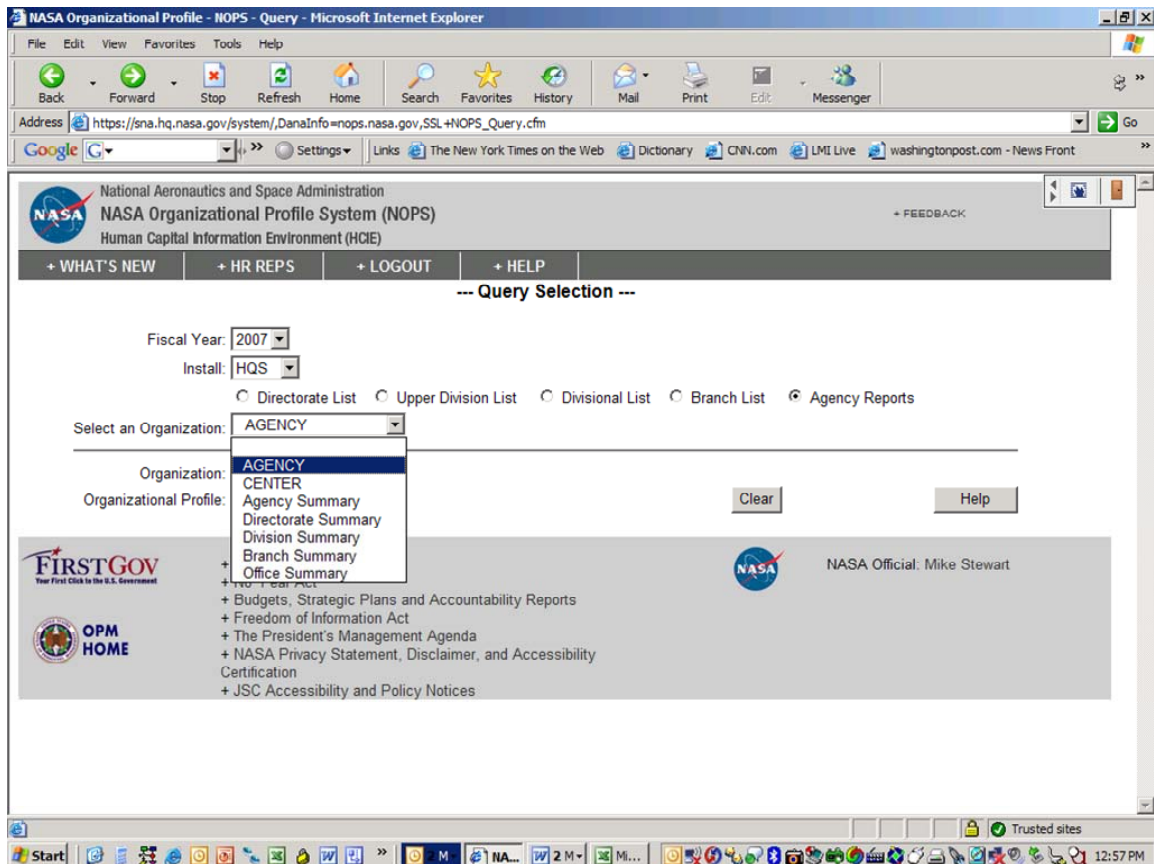 NASA Organizational Profile - NOPS - Query - Microsoft Internet Explorer
File Edit View Favorites Tools Help
Back Forward Stop Refresh Home Search Favorites History Mail Print Edit Messenger
Address https://sna.hq.nasa.gov/system/,DanaInfo=nops.nasa.gov,SSL+NOPS_Query.cfm Go
Google G Settings Links The New York Times on the Web Dictionary CNN.com LMI Live washingtonpost.com - News Front
National Aeronautics and Space Administration
NASA NASA Organizational Profile System (NOPS) + FEEDBACK
Human Capital Information Environment (HCIE)
+ WHAT'S NEW + HR REPS + LOGOUT + HELP
--- Query Selection ---
Fiscal Year: 2007
Install: HQS
Directorate List Upper Division List Divisional List Branch List Agency Reports
Select an Organization: AGENCY
Organization: AGENCY
CENTER
Organizational Profile: Agency Summary Clear Help
Directorate Summary
Division Summary
Branch Summary
Office Summary
FIRSTGOV NASA NASA Official: Mike Stewart
Your First Click to the U.S. Government
+ Budgets, Strategic Plans and Accountability Reports
+ Freedom of Information Act
OPM + The President's Management Agenda
HOME + NASA Privacy Statement, Disclaimer, and Accessibility
Certification
+ JSC Accessibility and Policy Notices
Trusted sites
Start 2 M NA... 2 M Mi... 12:57 PM